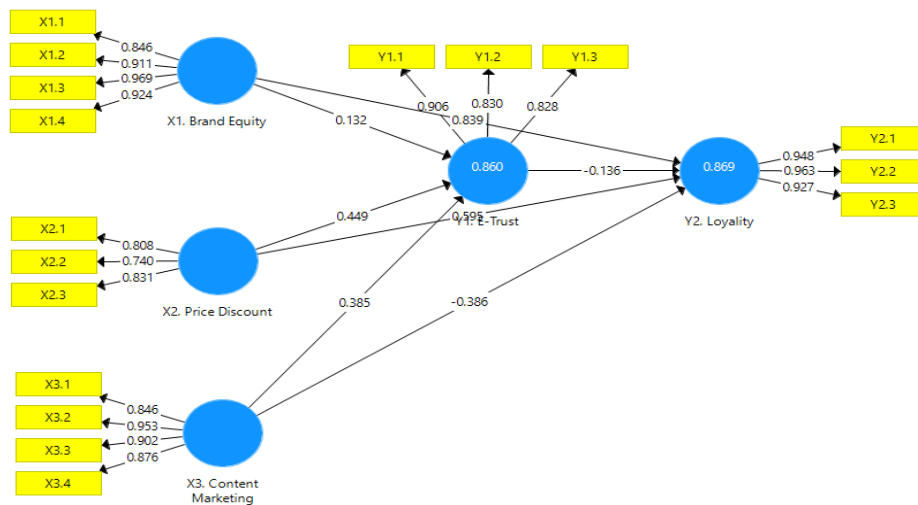 X1.1
X1.2
X1.3
X1.4
0.846
0.911
0.969
0.924
X1. Brand Equity
Y1.1
Y1.2
Y1.3
0.906
0.830
0.828
0.839
0.132
0.860
Y1. E-Trust
-0.136
0.869
Y2. Loyality
0.948
0.963
0.927
Y2.1
Y2.2
Y2.3
X2.1
X2.2
X2.3
0.808
0.740
0.831
X2. Price Discount
0.449
0.595
0.385
-0.386
X3.1
X3.2
X3.3
X3.4
0.846
0.953
0.902
0.876
X3. Content
Marketing